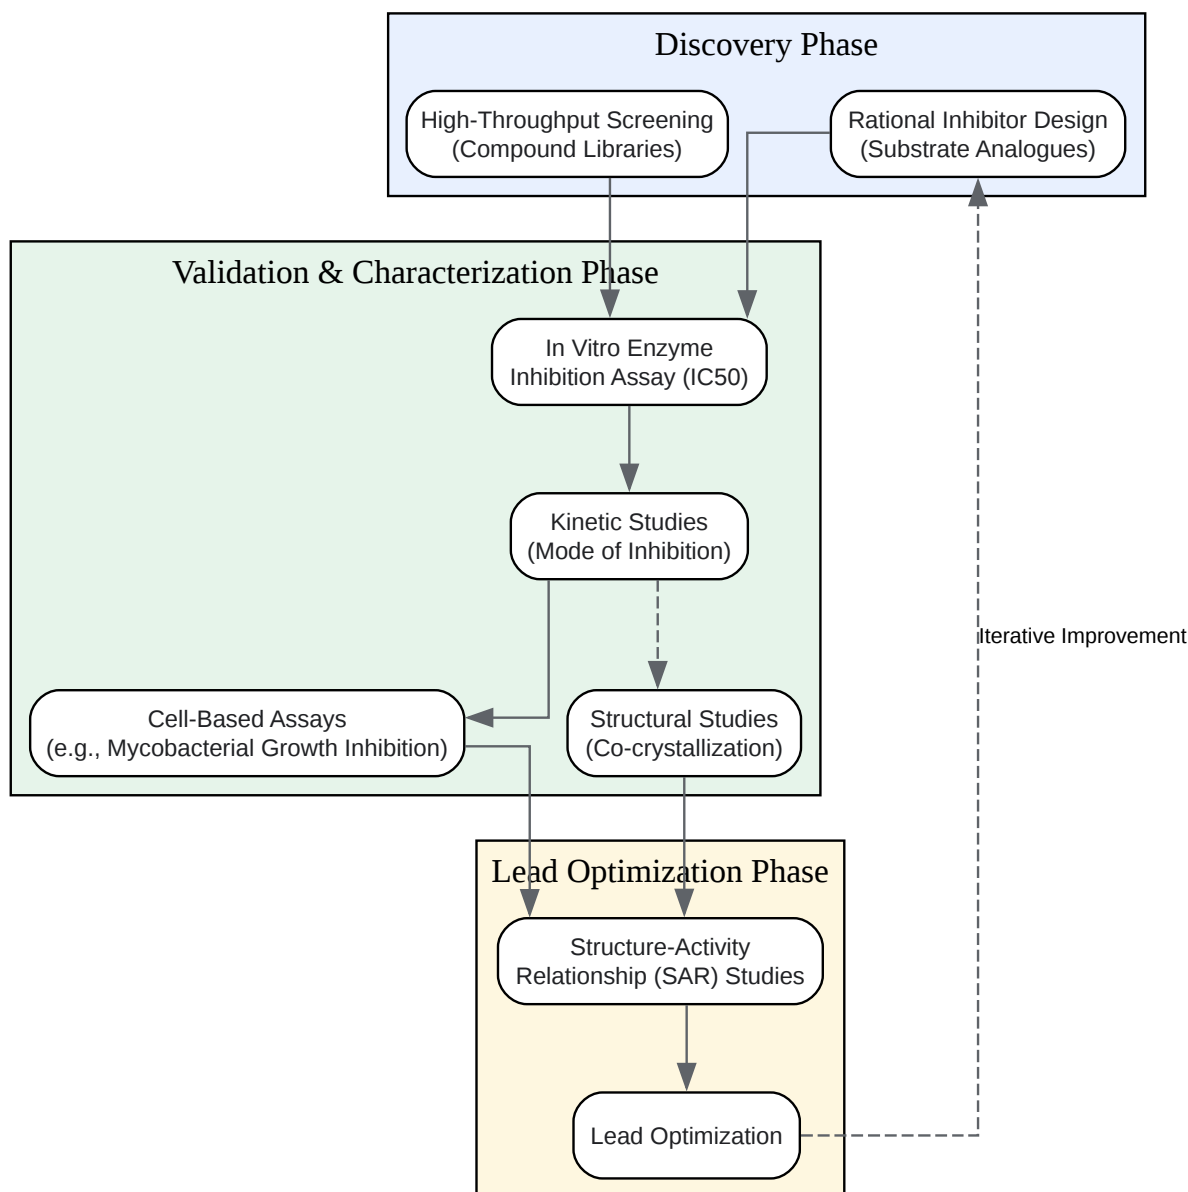 Discovery Phase
High-Throughput Screening
(Compound Libraries)
Rational Inhibitor Design
(Substrate Analogues)
Validation & Characterization Phase
In Vitro Enzyme
Inhibition Assay (IC50)
Kinetic Studies
(Mode of Inhibition)
Iterative Improvement
Cell-Based Assays
(e.g., Mycobacterial Growth Inhibition)
Structural Studies
(Co-crystallization)
Lead Optimization Phase
Structure-Activity
Relationship (SAR) Studies
Lead Optimization